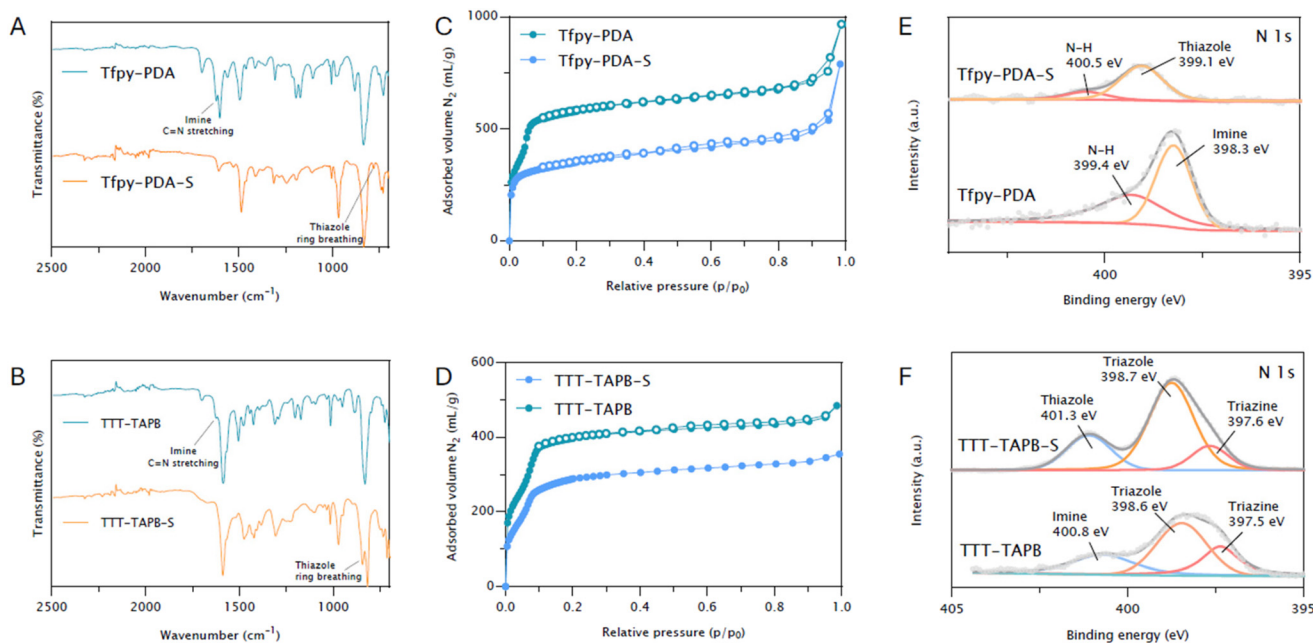 A
Transmittance (%)
Tfpy-PDA
Imine
C=N stretching
Tfpy-PDA-S
Thiazole
ring breathing
2500
2000
1500
1000
Wavenumber (cm⁻¹)
C
Adsorbed volume N₂ (mL/g)
1000
500
0
Tfpy-PDA
Tfpy-PDA-S
0.0
0.2
0.4
0.6
0.8
1.0
Relative pressure (p/p₀)
E
N 1s
Intensity (a.u.)
Tfpy-PDA-S
N–H
400.5 eV
Thiazole
399.1 eV
Imine
398.3 eV
N–H
399.4 eV
Tfpy-PDA
400
395
Binding energy (eV)
B
Transmittance (%)
TTT-TAPB
Imine
C=N stretching
TTT-TAPB-S
Thiazole
ring breathing
2500
2000
1500
1000
Wavenumber (cm⁻¹)
D
Adsorbed volume N₂ (mL/g)
600
400
200
0
TTT-TAPB-S
TTT-TAPB
0.0
0.2
0.4
0.6
0.8
1.0
Relative pressure (p/p₀)
F
N 1s
Intensity (a.u.)
Triazole
398.7 eV
Thiazole
401.3 eV
Triazine
397.6 eV
TTT-TAPB-S
Triazole
398.6 eV
Imine
400.8 eV
Triazine
397.5 eV
TTT-TAPB
405
400
395
Binding energy (eV)